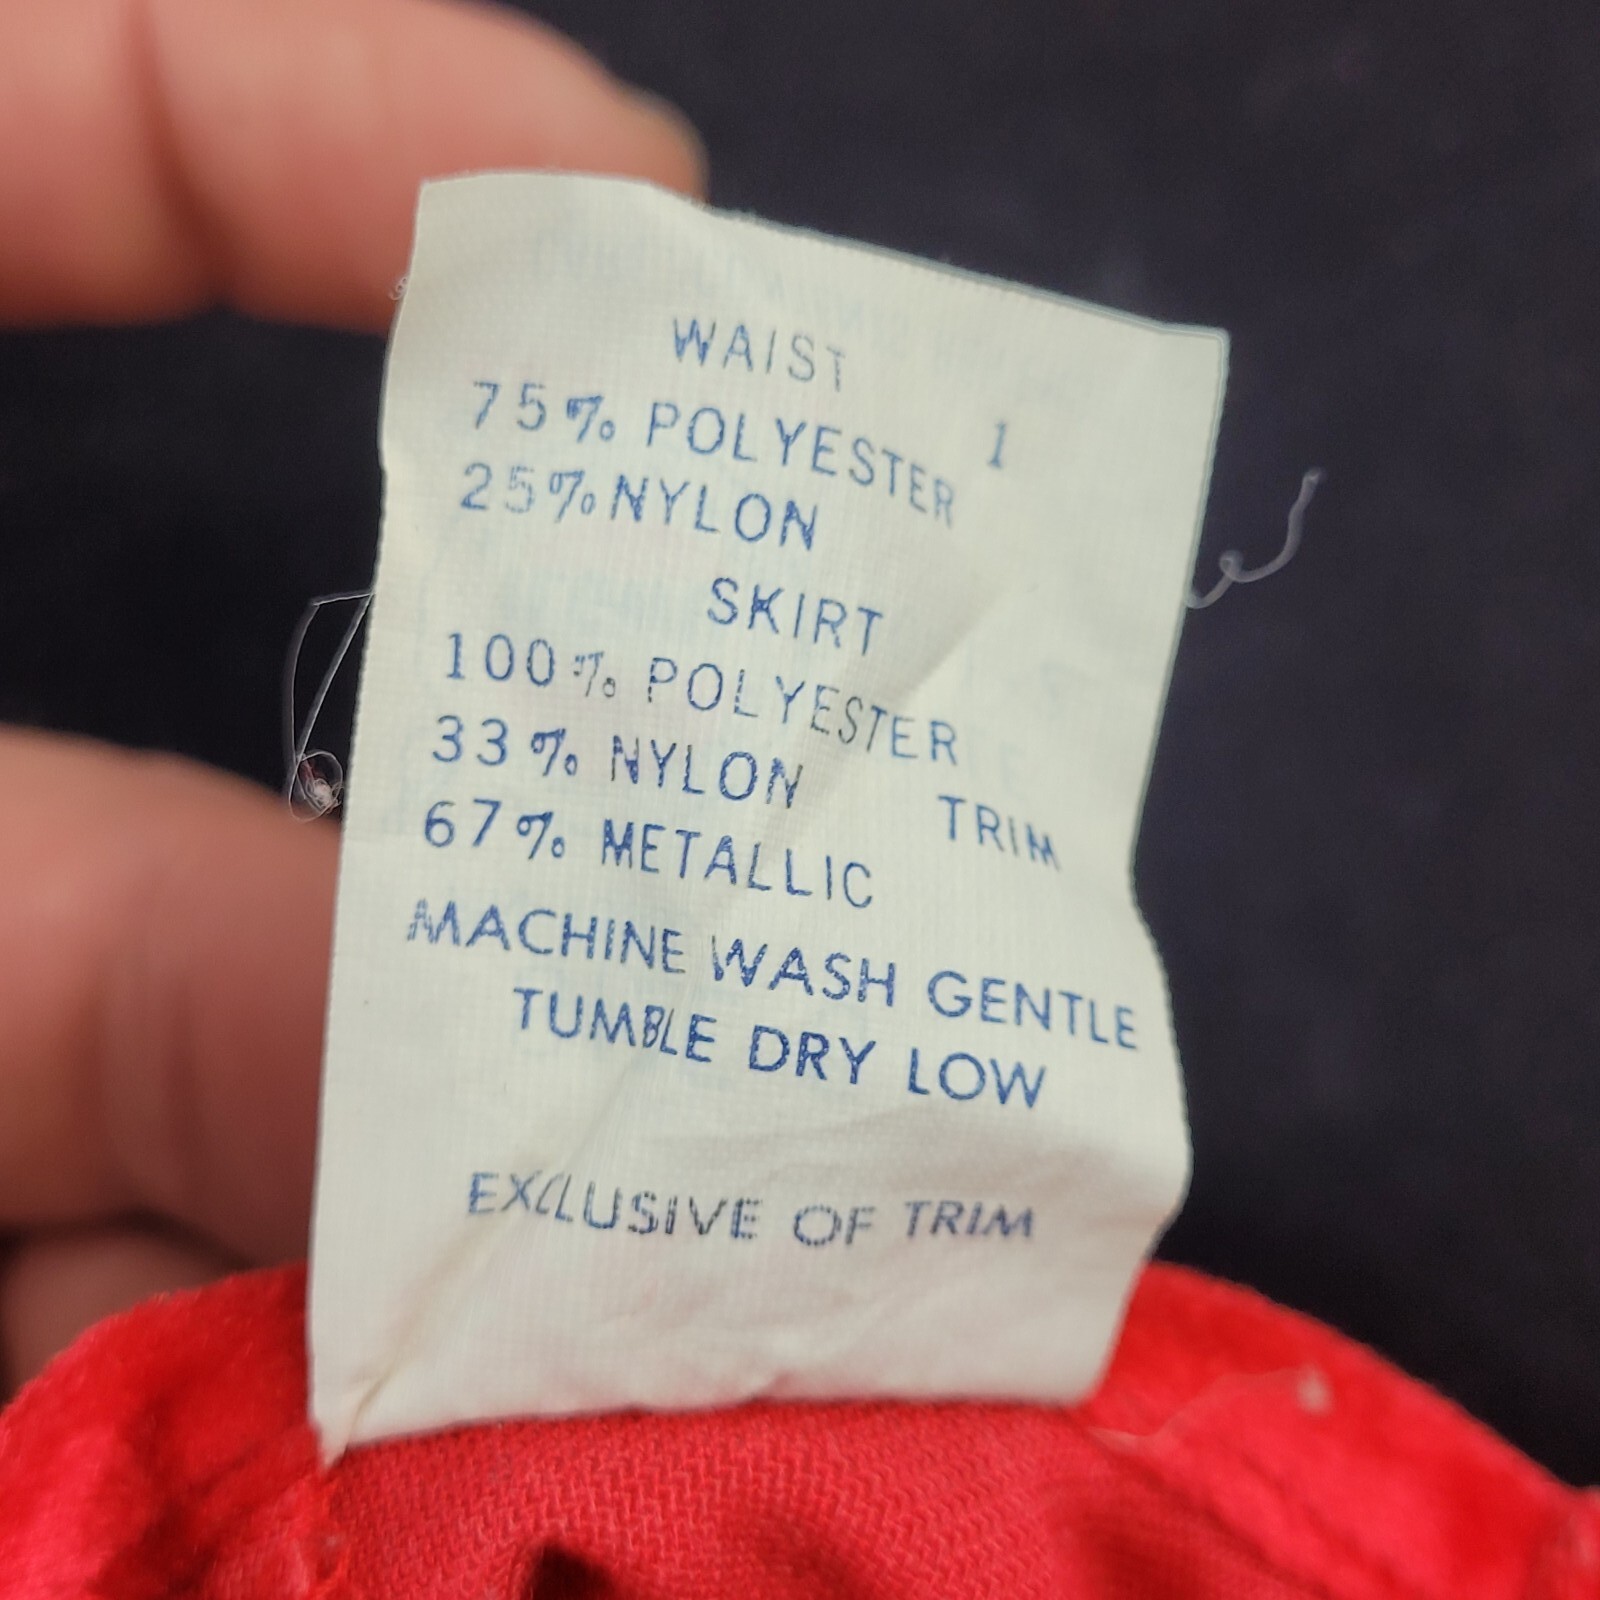 WAIST
75% POLYESTER 1
25% NYLON
SKIRT
100% POLYESTER
33% NYLON TRIM
67% METALLIC
MACHINE WASH GENTLE
TUMBLE DRY LOW
EXCLUSIVE OF TRIM